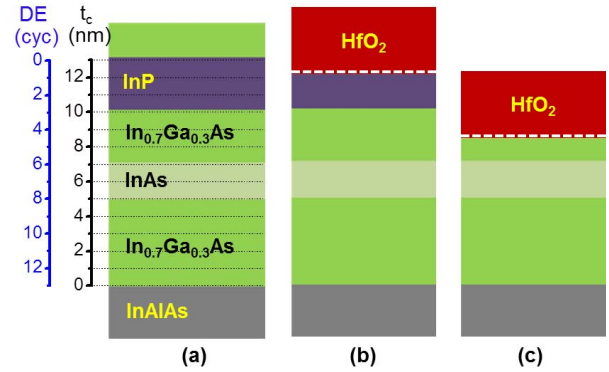 DE
(cyc)
t_c
(nm)
0
2
4
6
8
10
12
12
10
8
6
4
2
0
InP
In₀.₇Ga₀.₃As
InAs
In₀.₇Ga₀.₃As
InAlAs
HfO₂
HfO₂
(a)
(b)
(c)